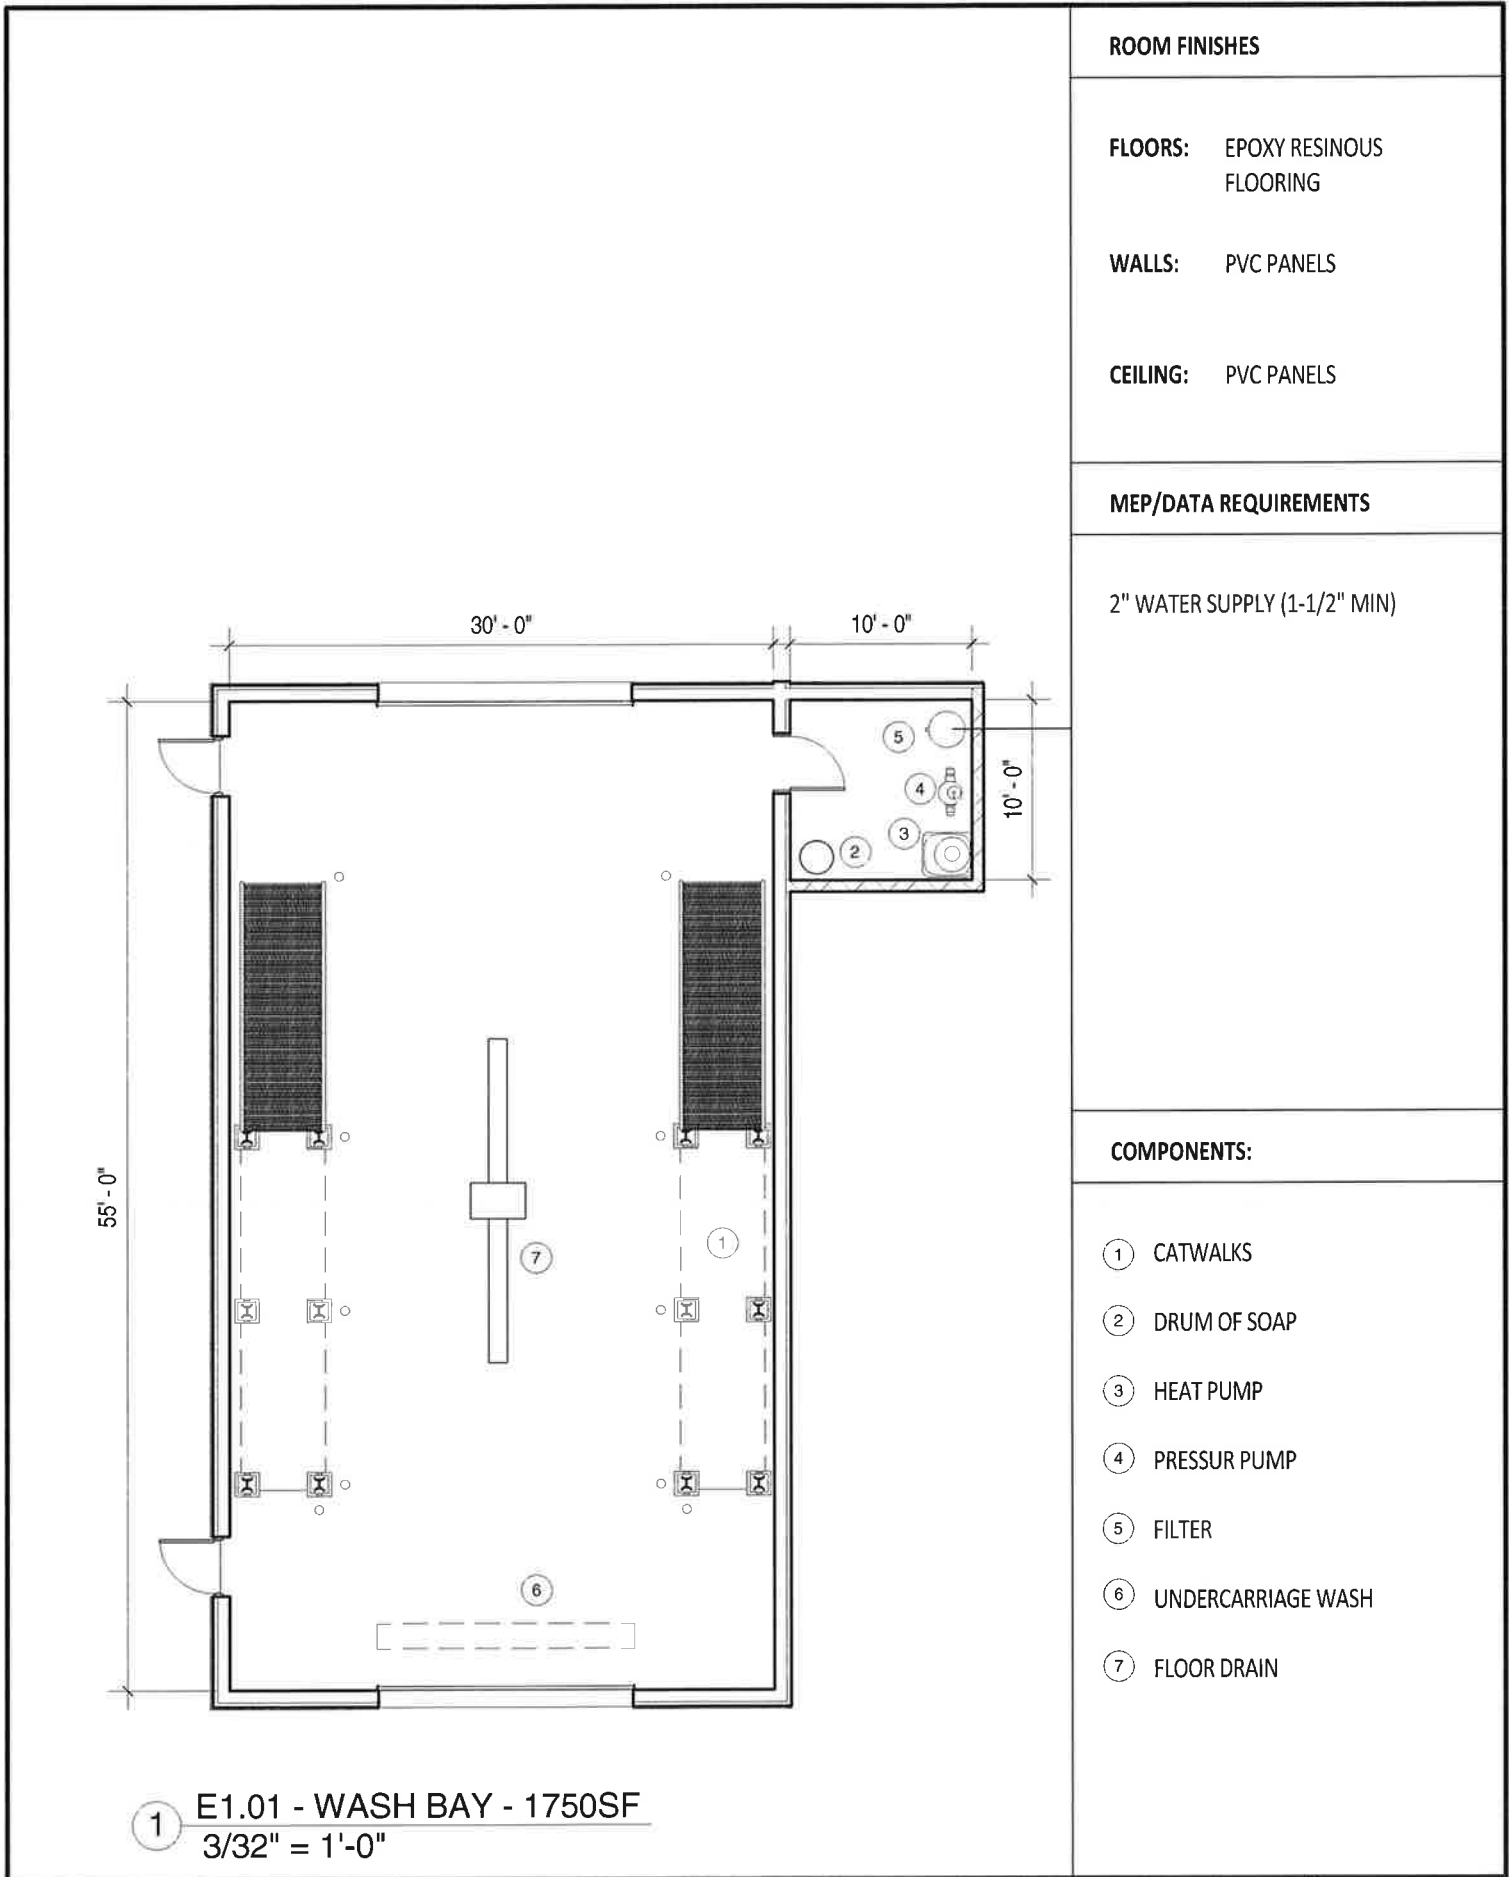 ROOM FINISHES
FLOORS: EPOXY RESINOUS
FLOORING
WALLS: PVC PANELS
CEILING: PVC PANELS
MEP/DATA REQUIREMENTS
2" WATER SUPPLY (1-1/2" MIN)
30' - 0"
10' - 0"
5
4
10' - 0"
3
2
55' - 0"
1
7
6
COMPONENTS:
1 CATWALKS
2 DRUM OF SOAP
3 HEAT PUMP
4 PRESSUR PUMP
5 FILTER
6 UNDERCARRIAGE WASH
7 FLOOR DRAIN
1 E1.01 - WASH BAY - 1750SF
3/32" = 1'-0"